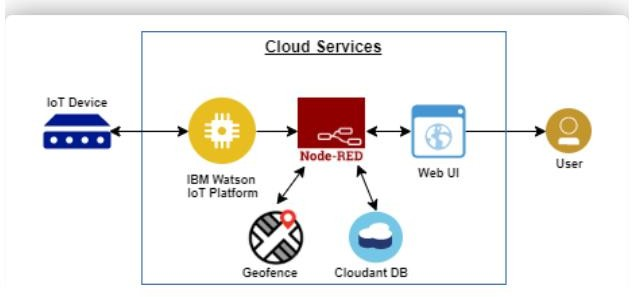 Cloud Services
IoT Device
Node-RED
IBM Watson
IoT Platform
Web UI
User
Geofence
Cloudant DB